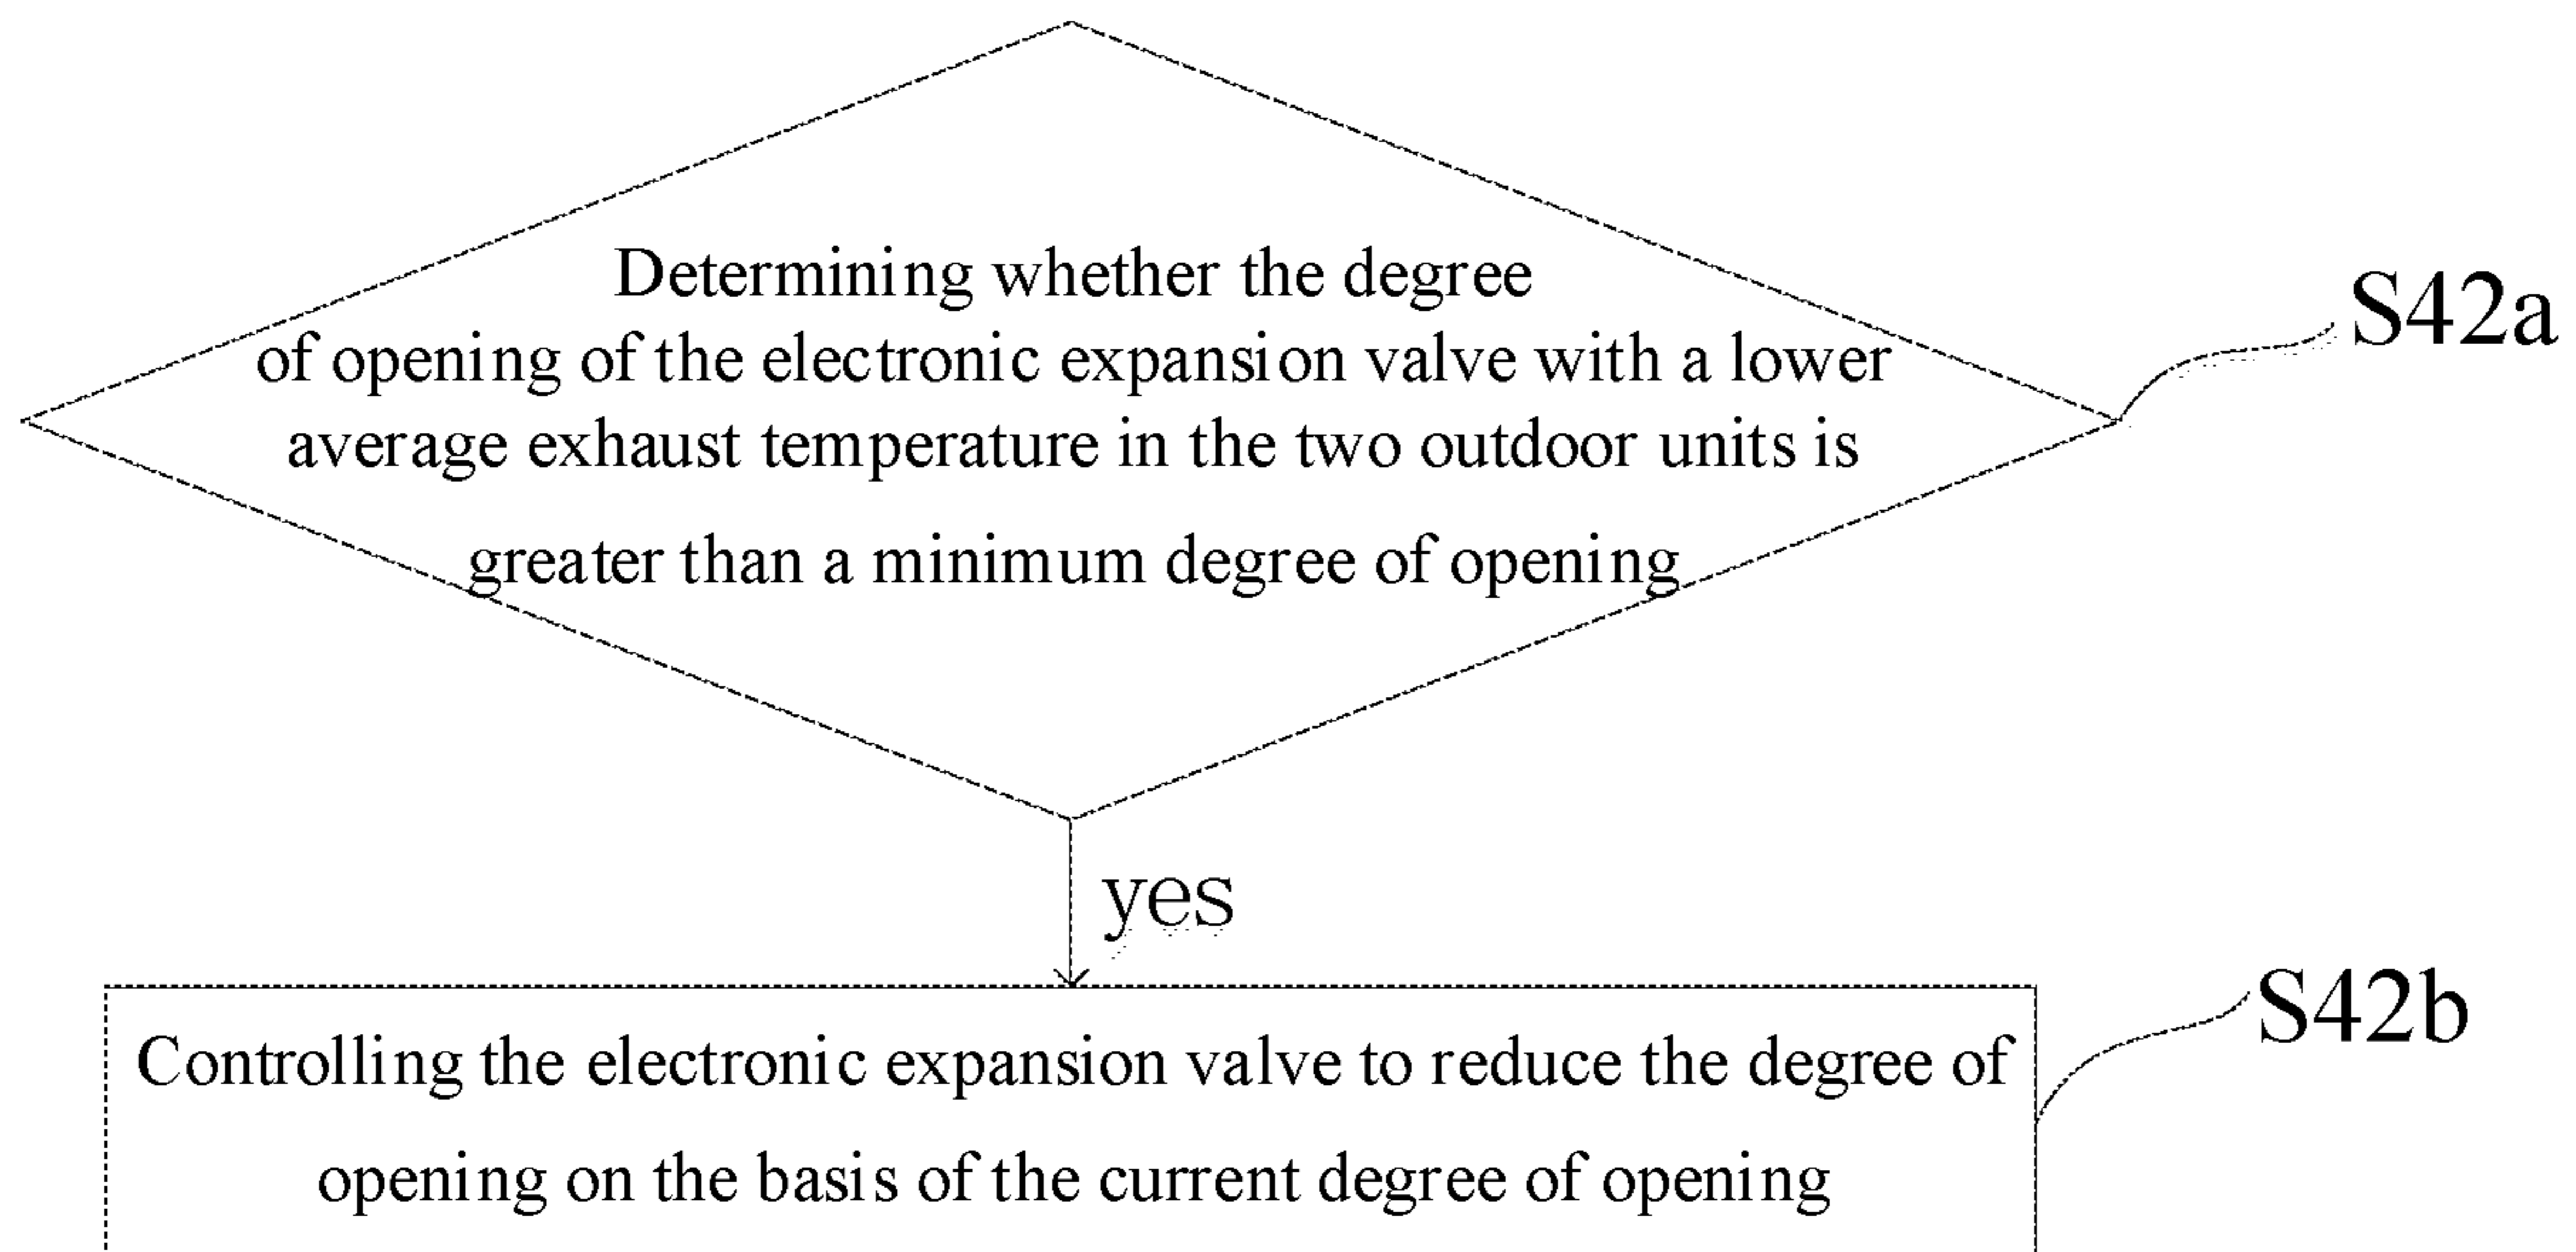 Determining whether the degree
of opening of the electronic expansion valve with a lower
average exhaust temperature in the two outdoor units is
greater than a minimum degree of opening
S42a
yes
S42b
Controlling the electronic expansion valve to reduce the degree of
opening on the basis of the current degree of opening